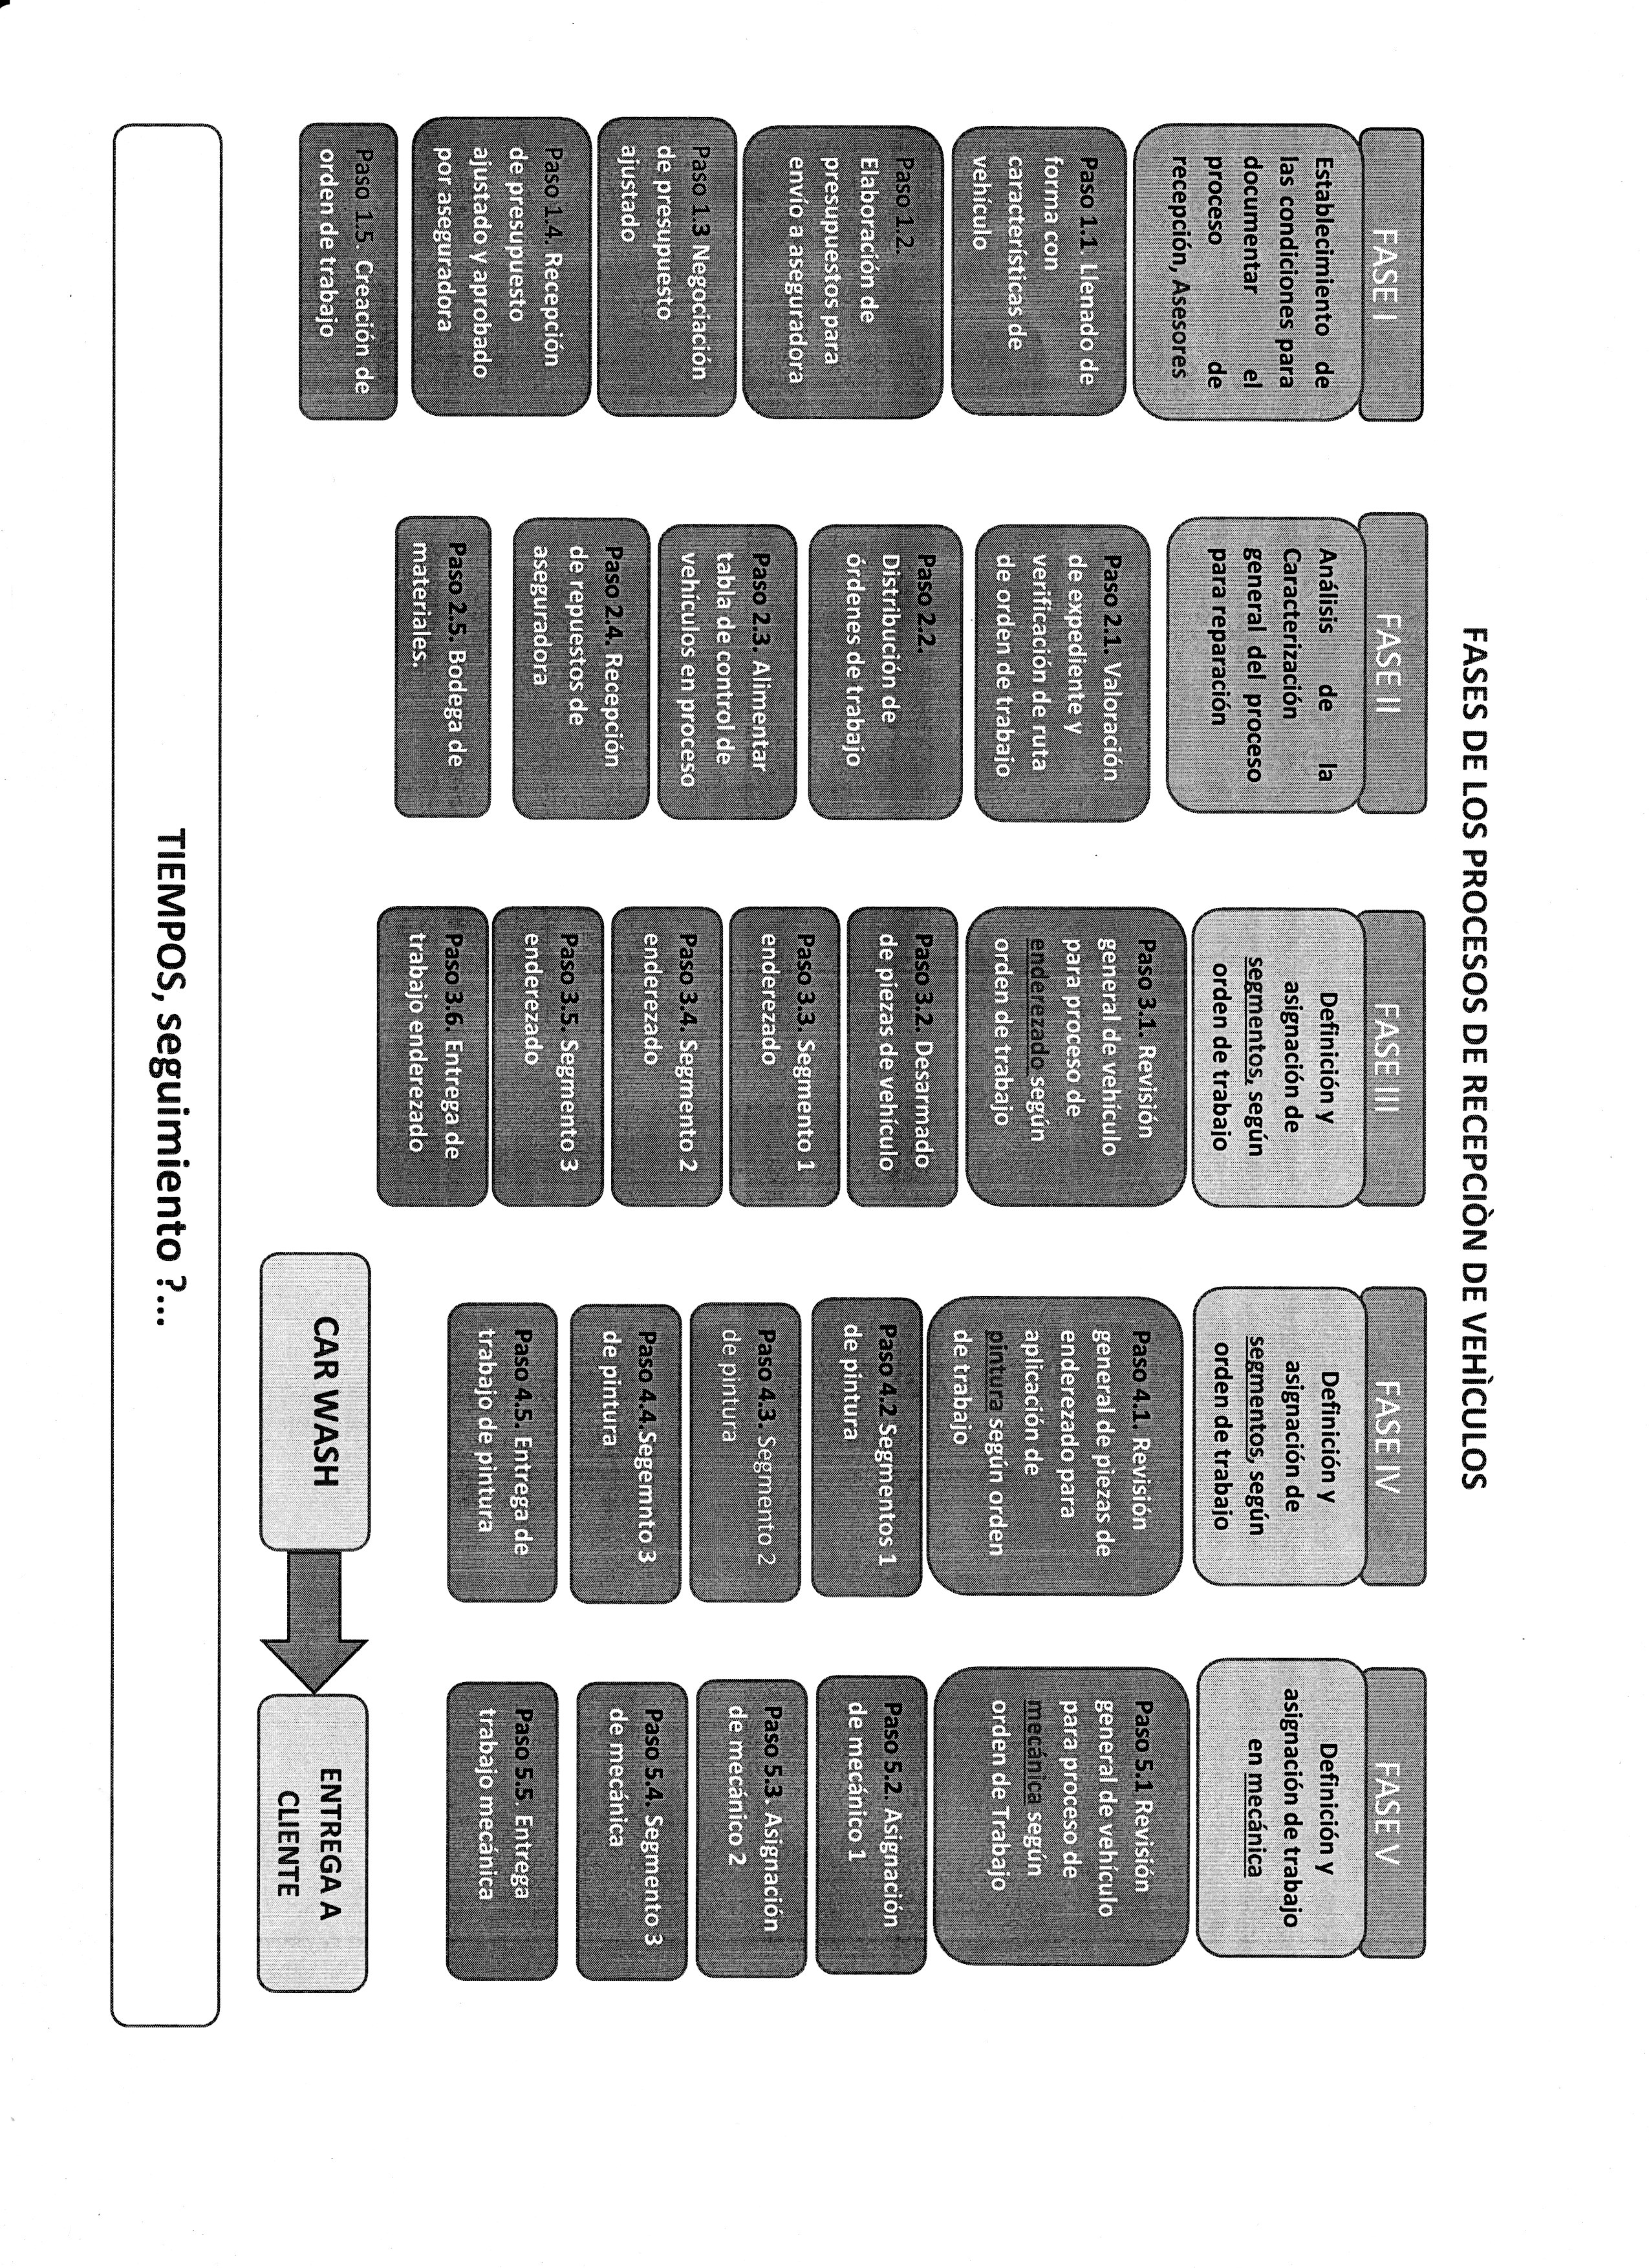 FASES DE LOS PROCESOS DE RECEPCIÒN DE VEHÌCULOS
FASE I
Establecimiento de
las condiciones para
documentar el
proceso de
recepción, Asesores
Paso 1.1. Llenado de
forma con
características de
vehículo
Paso 1.2.
Elaboración de
presupuestos para
envío a aseguradora
Paso 1.3 Negociación
de presupuesto
ajustado
Paso 1.4. Recepción
de presupuesto
ajustado y aprobado
por aseguradora
Paso 1.5. Creación de
orden de trabajo
FASE II
Análisis de la
Caracterización
general del proceso
para reparación
Paso 2.1. Valoración
de expediente y
verificación de ruta
de orden de trabajo
Paso 2.2.
Distribución de
órdenes de trabajo
Paso 2.3. Alimentar
tabla de control de
vehículos en proceso
Paso 2.4. Recepción
de repuestos de
aseguradora
Paso 2.5. Bodega de
materiales.
FASE III
Definición y
asignación de
segmentos, según
orden de trabajo
Paso 3.1. Revisión
general de vehículo
para proceso de
enderezado según
orden de trabajo
Paso 3.2. Desarmado
de piezas de vehículo
Paso 3.3. Segmento 1
enderezado
Paso 3.4. Segmento 2
enderezado
Paso 3.5. Segmento 3
enderezado
Paso 3.6. Entrega de
trabajo enderezado
FASE IV
Definición y
asignación de
segmentos, según
orden de trabajo
Paso 4.1. Revisión
general de piezas de
enderezado para
aplicación de
pintura según orden
de trabajo
Paso 4.2 Segmentos 1
de pintura
Paso 4.3. Segmento 2
de pintura
Paso 4.4.Segemnto 3
de pintura
Paso 4.5. Entrega de
trabajo de pintura
FASE V
Definición y
asignación de trabajo
en mecánica
Paso 5.1 Revisión
general de vehículo
para proceso de
mecánica según
orden de Trabajo
Paso 5.2. Asignación
de mecánico 1
Paso 5.3. Asignación
de mecánico 2
Paso 5.4. Segmento 3
de mecánica
Paso 5.5. Entrega
trabajo mecánica
CAR WASH
ENTREGA A
CLIENTE
TIEMPOS, seguimiento ?...